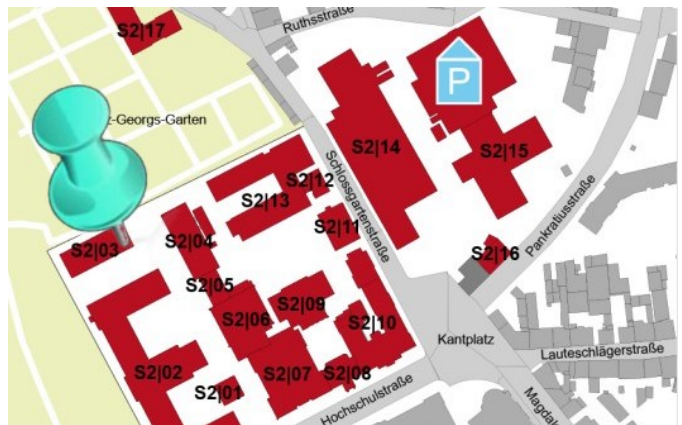 S2|17
Ruthsstraße
P
z-Georgs-Garten
S2|14
S2|15
S2|12
S2|13
Schlossgartenstraße
S2|11
S2|03
S2|04
S2|16
Pankratiusstraße
S2|05
S2|09
S2|06
S2|10
Kantplatz
Lauteschlägerstraße
S2|02
S2|07
S2|08
S2|01
Hochschulstraße
Magdal